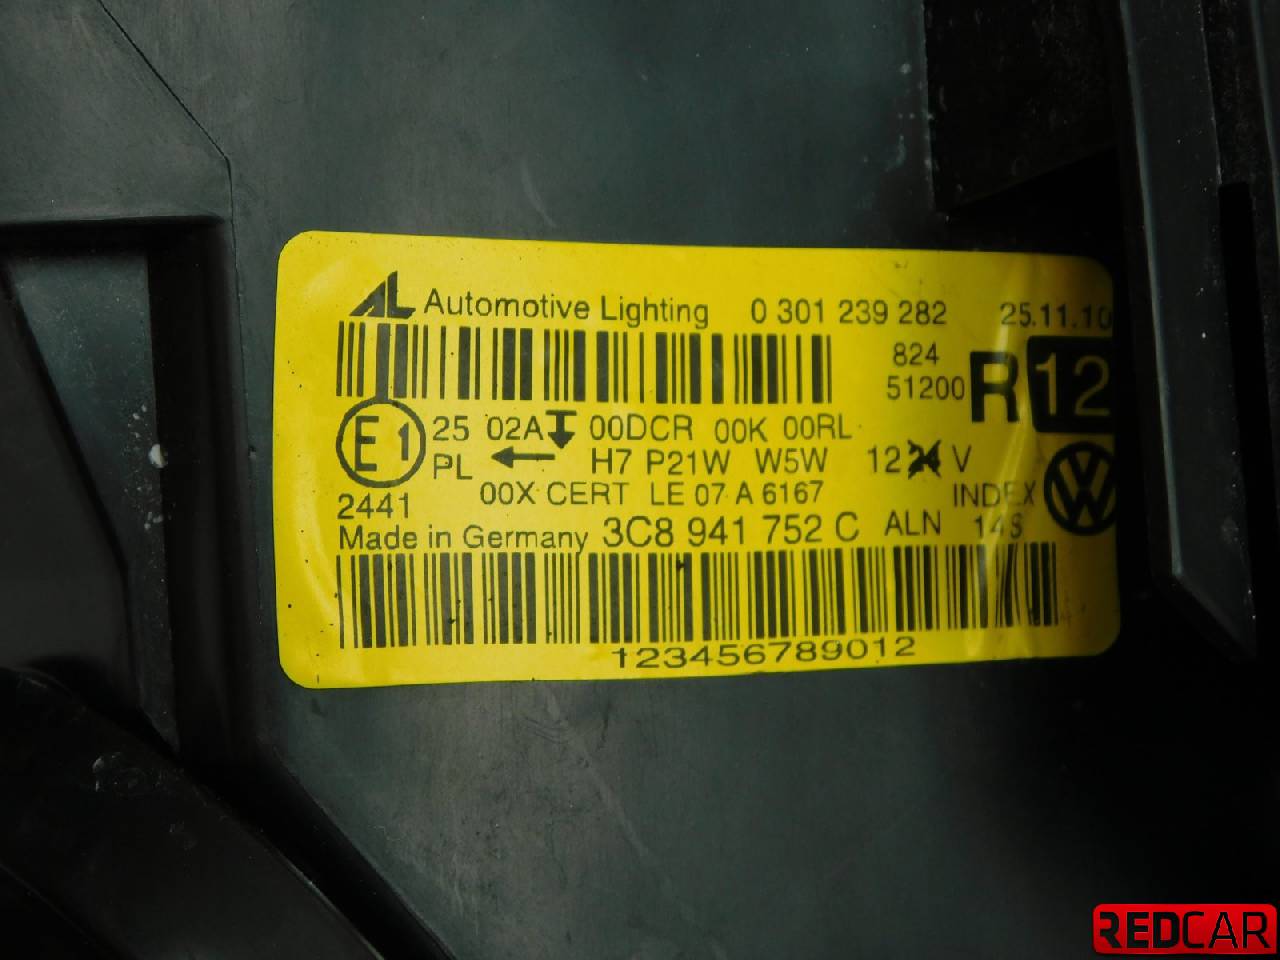 AL Automotive Lighting 0 301 239 282 25.11.10
824
51200 R 12
E1 25 02A 00DCR 00K 00RL
PL H7 P21W W5W 12 24 V
00X CERT LE 07 A 6167 INDEX
2441
Made in Germany 3C8 941 752 C ALN 14S
123456789012
REDCAR